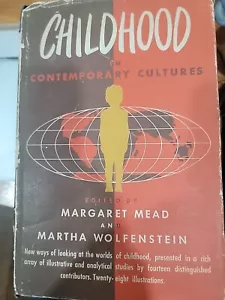 CHILDHOOD
IN
CONTEMPORARY CULTURES
EDITED BY
MARGARET MEAD
AND
MARTHA WOLFENSTEIN
New ways of looking at the worlds of childhood, presented in a rich
array of illustrative and analytical studies by fourteen distinguished
contributors. Twenty-eight illustrations.